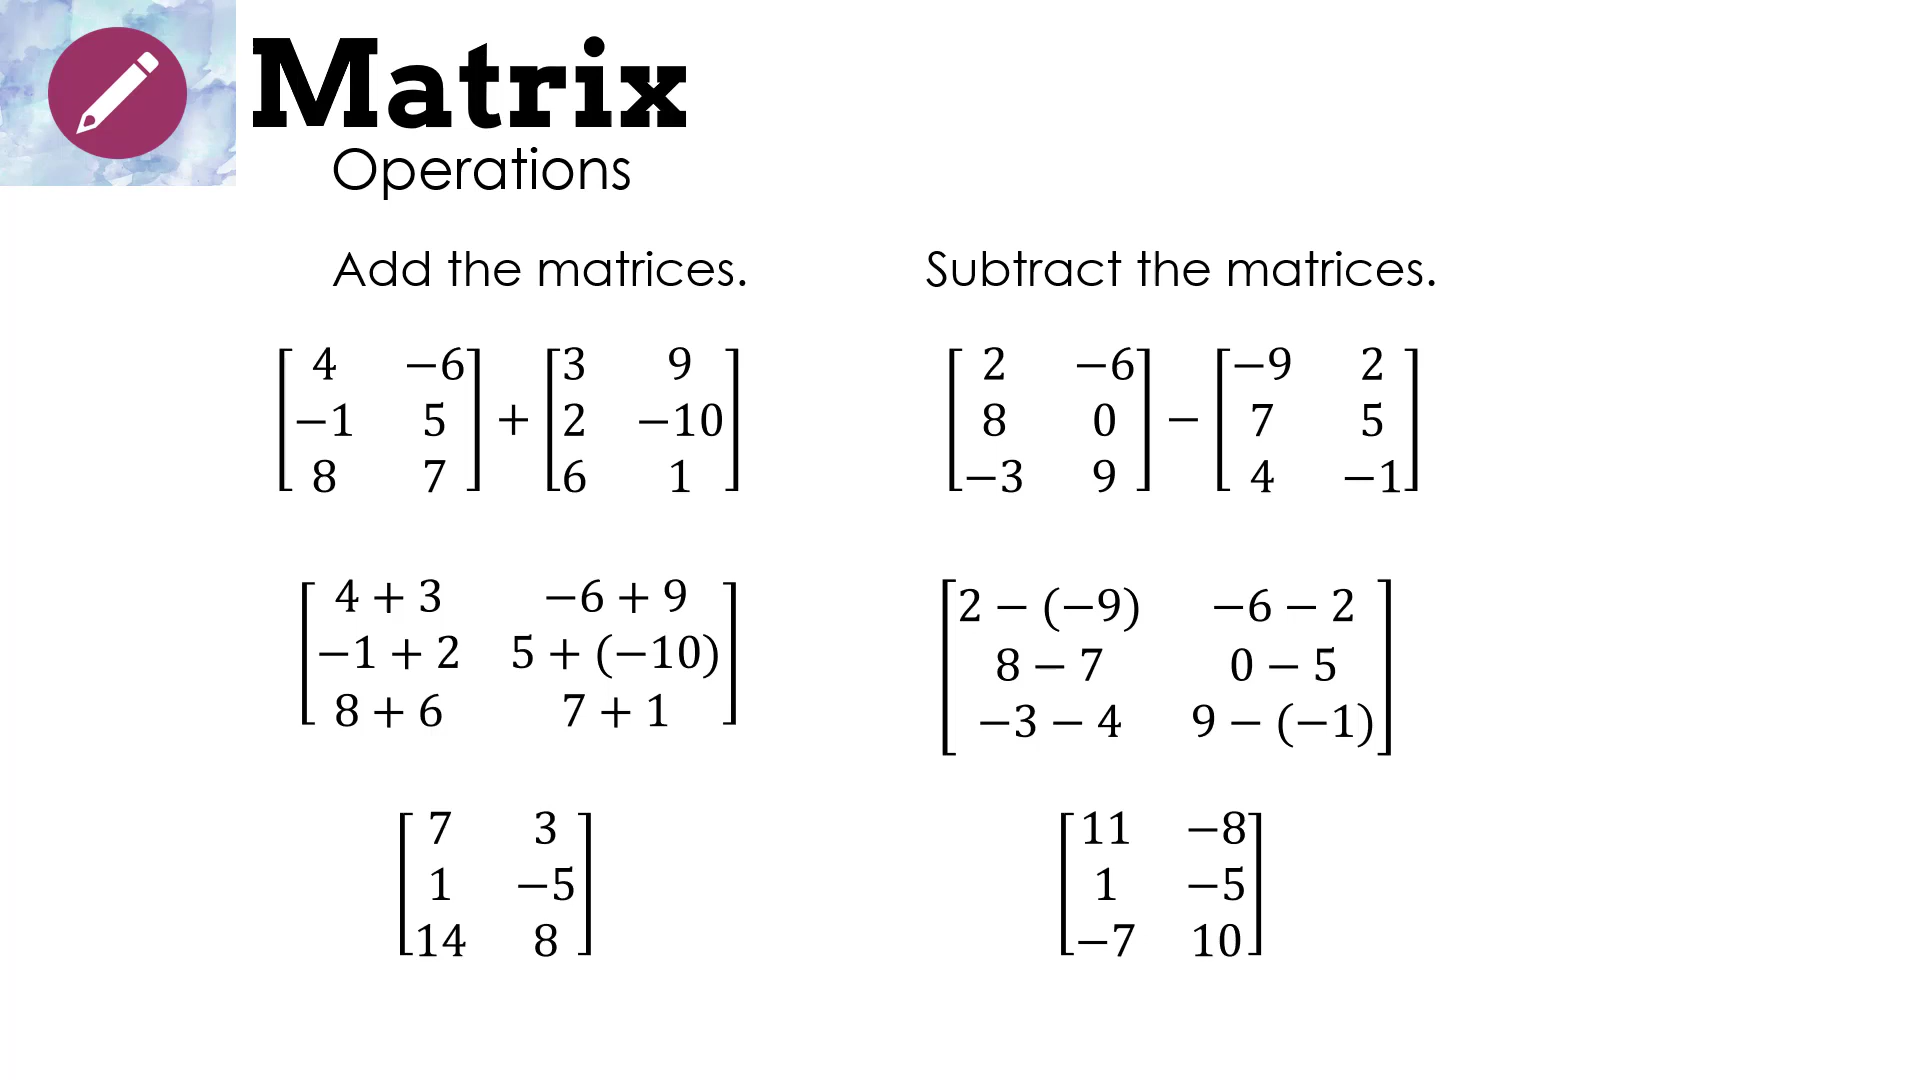 Matrix
Operations
Add the matrices.
[4 −6; −1 5; 8 7] + [3 9; 2 −10; 6 1]
[4 + 3 −6 + 9; −1 + 2 5 + (−10); 8 + 6 7 + 1]
[7 3; 1 −5; 14 8]
Subtract the matrices.
[2 −6; 8 0; −3 9] − [−9 2; 7 5; 4 −1]
[2 − (−9) −6 − 2; 8 − 7 0 − 5; −3 − 4 9 − (−1)]
[11 −8; 1 −5; −7 10]